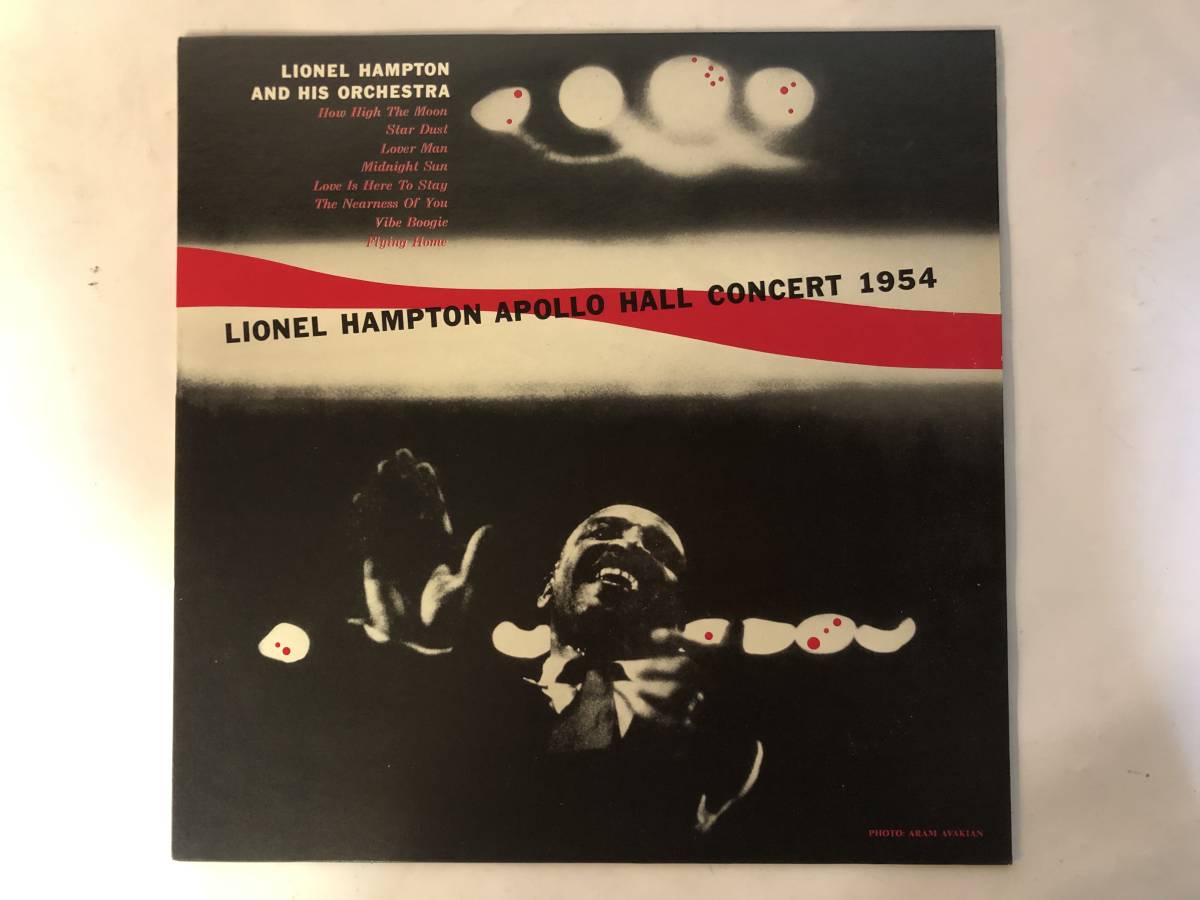 LIONEL HAMPTON
AND HIS ORCHESTRA
How High The Moon
Star Dust
Lover Man
Midnight Sun
Love Is Here To Stay
The Nearness Of You
Vibe Boogie
Flying Home
LIONEL HAMPTON APOLLO HALL CONCERT 1954
PHOTO: ARAM AVAKIAN